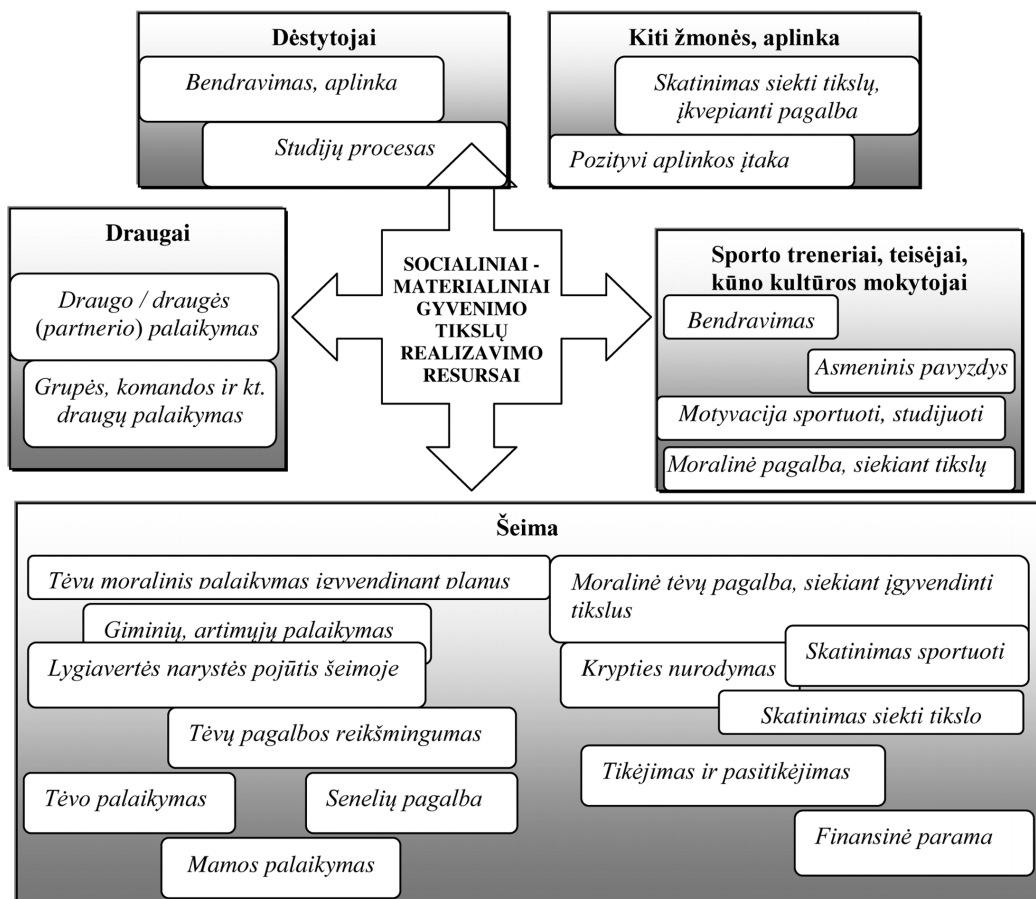 Dėstytojai
Bendravimas, aplinka
Studijų procesas
Kiti žmonės, aplinka
Skatinimas siekti tikslų,
įkvepianti pagalba
Pozityvi aplinkos įtaka
Draugai
Draugo / draugės
(partnerio) palaikymas
Grupės, komandos ir kt.
draugų palaikymas
SOCIALINIAI -
MATERIALINIAI
GYVENIMO
TIKSLŲ
REALIZAVIMO
RESURSAI
Sporto treneriai, teisėjai,
kūno kultūros mokytojai
Bendravimas
Asmeninis pavyzdys
Motyvacija sportuoti, studijuoti
Moralinė pagalba, siekiant tikslų
Šeima
Tėvų moralinis palaikymas įgyvendinant planus
Giminių, artimųjų palaikymas
Lygiavertės narystės pojūtis šeimoje
Tėvų pagalbos reikšmingumas
Tėvo palaikymas
Senelių pagalba
Mamos palaikymas
Moralinė tėvų pagalba, siekiant įgyvendinti
tikslus
Krypties nurodymas
Skatinimas sportuoti
Skatinimas siekti tikslo
Tikėjimas ir pasitikėjimas
Finansinė parama